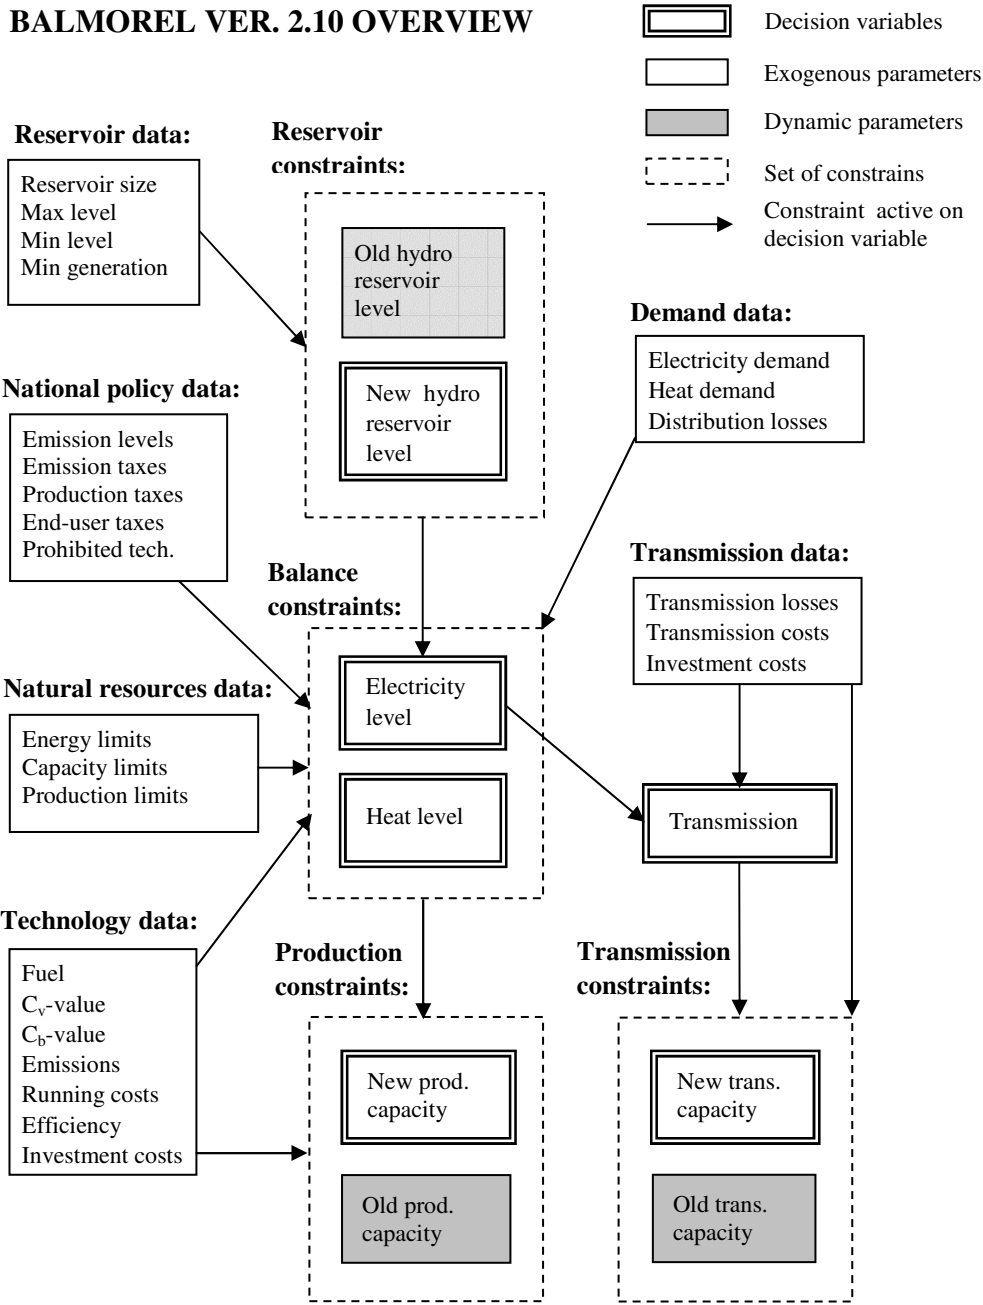 BALMOREL VER. 2.10 OVERVIEW
Decision variables
Exogenous parameters
Dynamic parameters
Set of constrains
Constraint active on
decision variable
Reservoir data:
Reservoir size
Max level
Min level
Min generation
Reservoir
constraints:
Old hydro
reservoir
level
New hydro
reservoir
level
Demand data:
Electricity demand
Heat demand
Distribution losses
National policy data:
Emission levels
Emission taxes
Production taxes
End-user taxes
Prohibited tech.
Balance
constraints:
Electricity
level
Heat level
Transmission data:
Transmission losses
Transmission costs
Investment costs
Natural resources data:
Energy limits
Capacity limits
Production limits
Transmission
Technology data:
Fuel
Cv-value
Cb-value
Emissions
Running costs
Efficiency
Investment costs
Production
constraints:
New prod.
capacity
Old prod.
capacity
Transmission
constraints:
New trans.
capacity
Old trans.
capacity